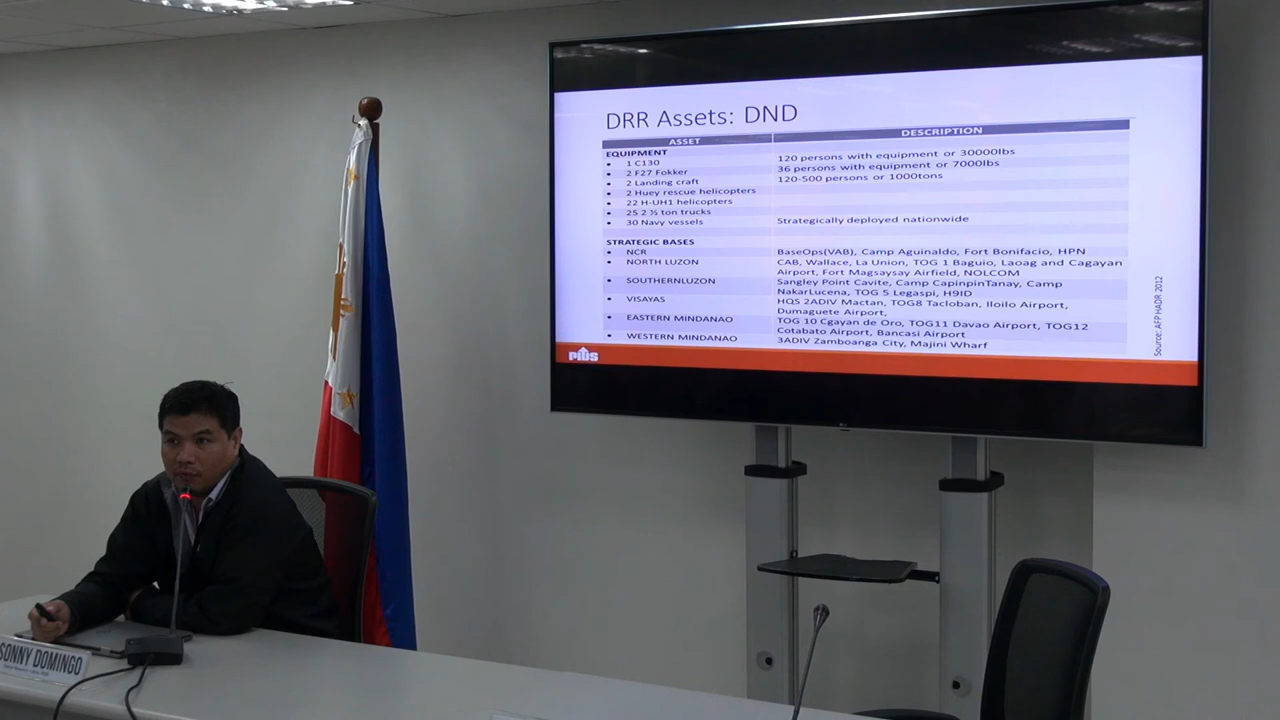 DRR Assets: DND
ASSET DESCRIPTION
EQUIPMENT
• 1 C130 120 persons with equipment or 30000lbs
• 2 F27 Fokker 36 persons with equipment or 7000lbs
• 2 Landing craft 120-500 persons or 1000tons
• 2 Huey rescue helicopters
• 22 H-UH1 helicopters
• 25 2 ½ ton trucks
• 30 Navy vessels Strategically deployed nationwide
STRATEGIC BASES
• NCR BaseOps(VAB), Camp Aguinaldo, Fort Bonifacio, HPN
• NORTH LUZON CAB, Wallace, La Union, TOG 1 Baguio, Laoag and Cagayan
Airport, Fort Magsaysay Airfield, NOLCOM
• SOUTHERNLUZON Sangley Point Cavite, Camp CapinpinTanay, Camp
NakarLucena, TOG 5 Legaspi, H9ID
• VISAYAS HQS 2ADIV Mactan, TOG8 Tacloban, Iloilo Airport,
Dumaguete Airport,
• EASTERN MINDANAO TOG 10 Cgayan de Oro, TOG11 Davao Airport, TOG12
Cotabato Airport, Bancasi Airport
• WESTERN MINDANAO 3ADIV Zamboanga City, Majini Wharf
Source: AFP HADR 2012
PIDS
SONNY DOMINGO